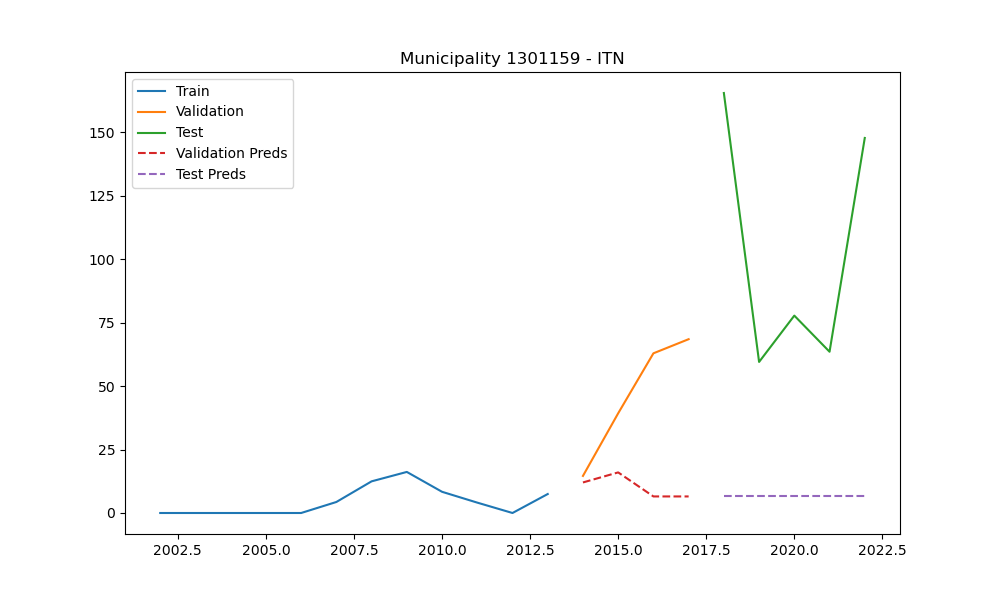 Municipality 1301159 - ITN
Train
Validation
Test
Validation Preds
Test Preds
150
125
100
75
50
25
0
2002.5 2005.0 2007.5 2010.0 2012.5 2015.0 2017.5 2020.0 2022.5